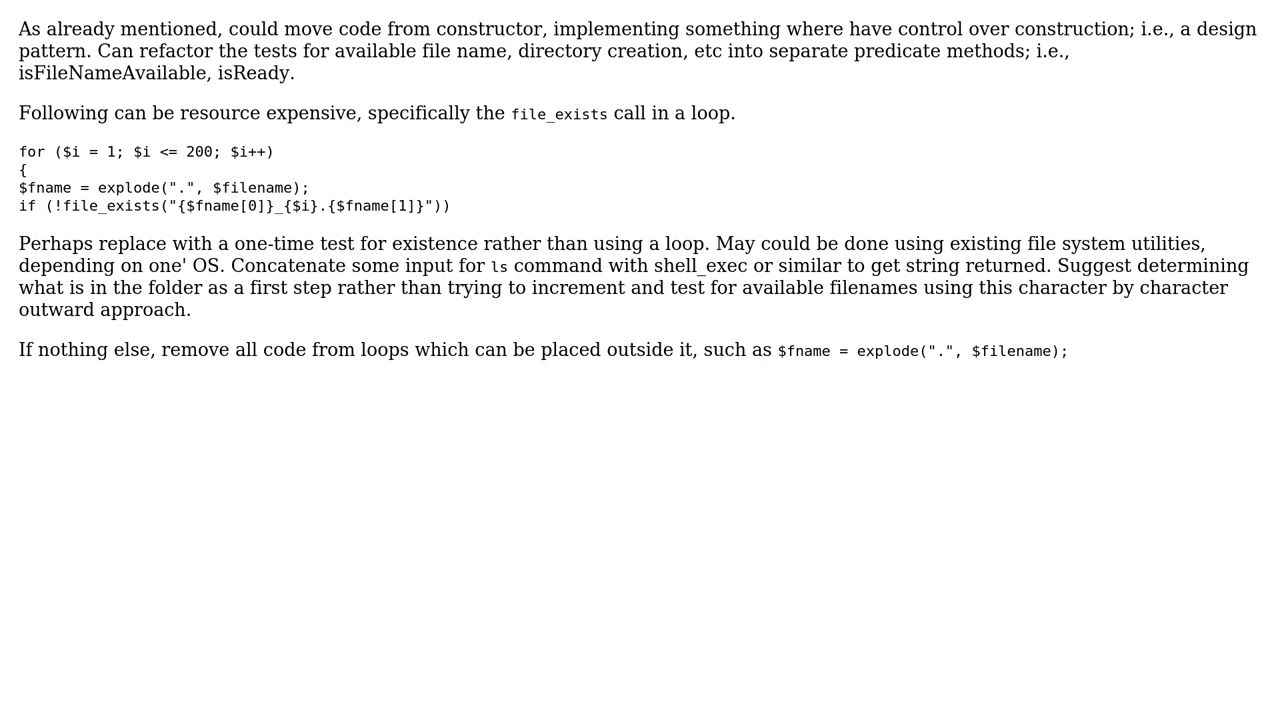 As already mentioned, could move code from constructor, implementing something where have control over construction; i.e., a design
pattern. Can refactor the tests for available file name, directory creation, etc into separate predicate methods; i.e.,
isFileNameAvailable, isReady.
Following can be resource expensive, specifically the file_exists call in a loop.
for ($i = 1; $i <= 200; $i++)
{
$fname = explode(".", $filename);
if (!file_exists("{$fname[0]}_{$i}.{$fname[1]}"))
Perhaps replace with a one-time test for existence rather than using a loop. May could be done using existing file system utilities,
depending on one' OS. Concatenate some input for ls command with shell_exec or similar to get string returned. Suggest determining
what is in the folder as a first step rather than trying to increment and test for available filenames using this character by character
outward approach.
If nothing else, remove all code from loops which can be placed outside it, such as $fname = explode(".", $filename);